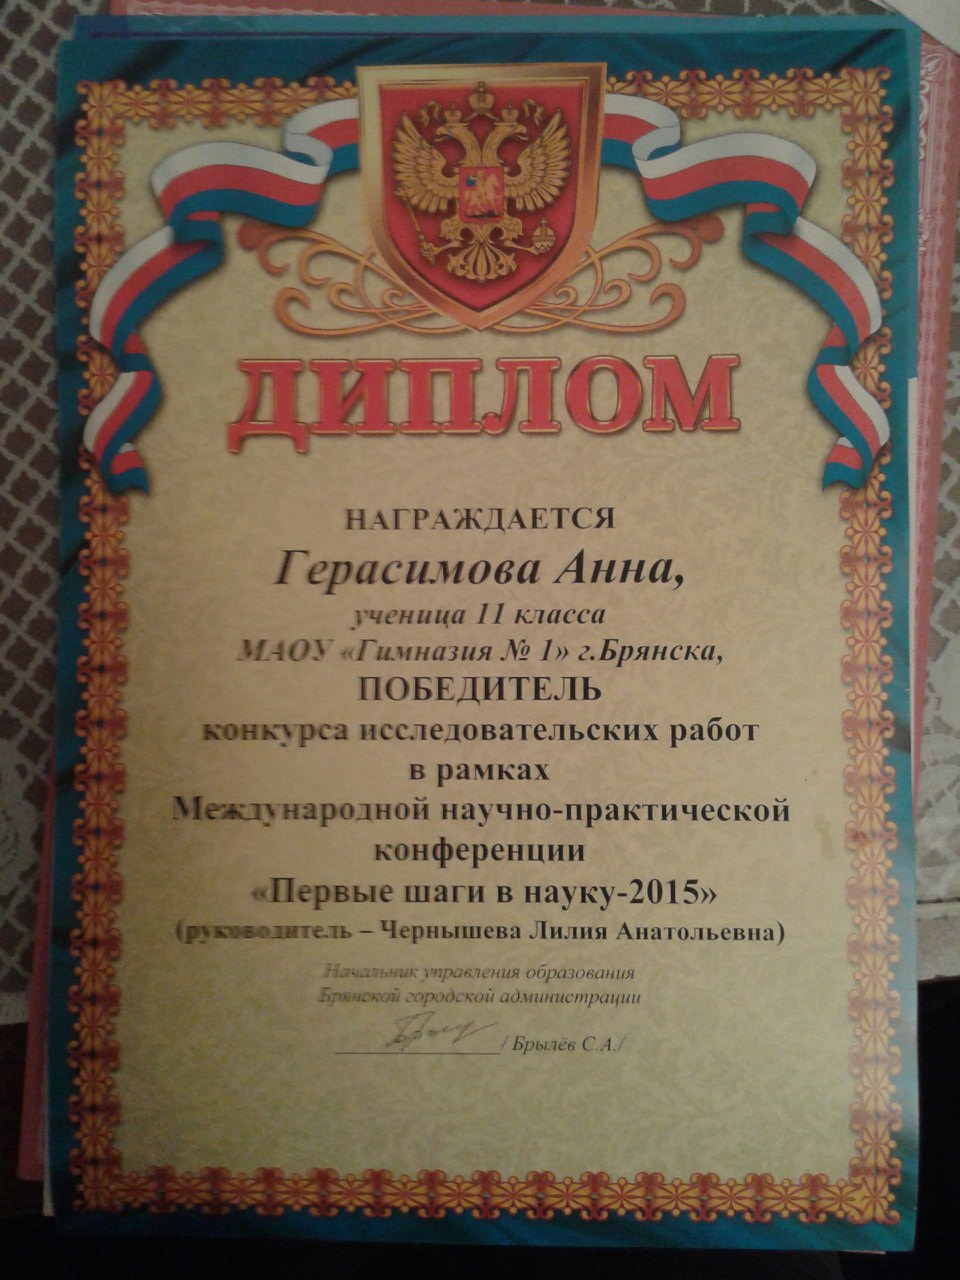 ДИПЛОМ
НАГРАЖДАЕТСЯ
Герасимова Анна,
ученица 11 класса
МАОУ «Гимназия № 1» г.Брянска,
ПОБЕДИТЕЛЬ
конкурса исследовательских работ
в рамках
Международной научно-практической
конференции
«Первые шаги в науку-2015»
(руководитель – Чернышева Лилия Анатольевна)
Начальник управления образования
Брянской городской администрации
/ Брылёв С.А./